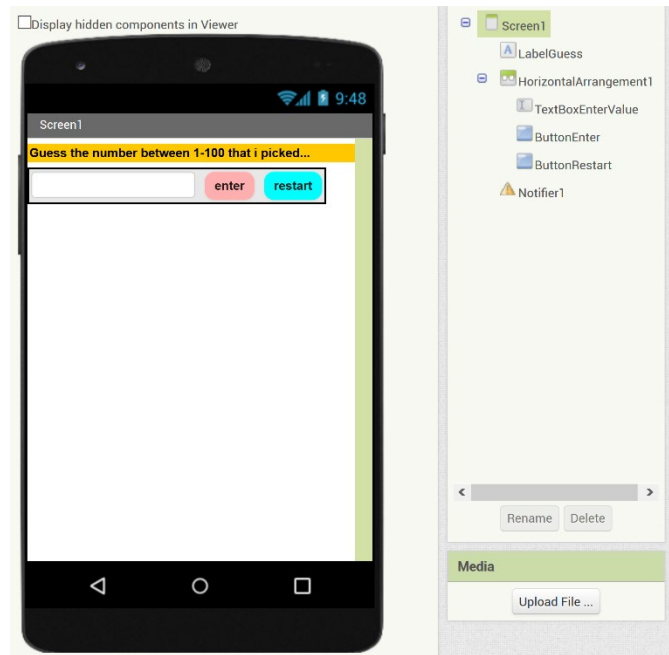 Display hidden components in Viewer
9:48
Screen1
Guess the number between 1-100 that i picked...
enter restart
Screen1
LabelGuess
HorizontalArrangement1
TextBoxEnterValue
ButtonEnter
ButtonRestart
Notifier1
Rename Delete
Media
Upload File ...